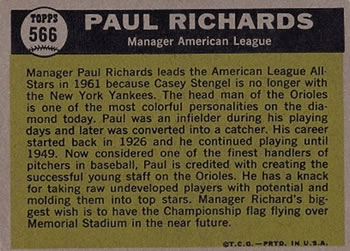 TOPPS
566
PAUL RICHARDS
Manager American League
Manager Paul Richards leads the American League All-
Stars in 1961 because Casey Stengel is no longer with
the New York Yankees. The head man of the Orioles
is one of the most colorful personalities on the dia-
mond today. Paul was an infielder during his playing
days and later was converted into a catcher. His career
started back in 1926 and he continued playing until
1949. Now considered one of the finest handlers of
pitchers in baseball, Paul is credited with creating the
successful young staff on the Orioles. He has a knack
for taking raw undeveloped players with potential and
molding them into top stars. Manager Richard's big-
gest wish is to have the Championship flag flying over
Memorial Stadium in the near future.
©T.C.G.—PRTD. IN U.S.A.